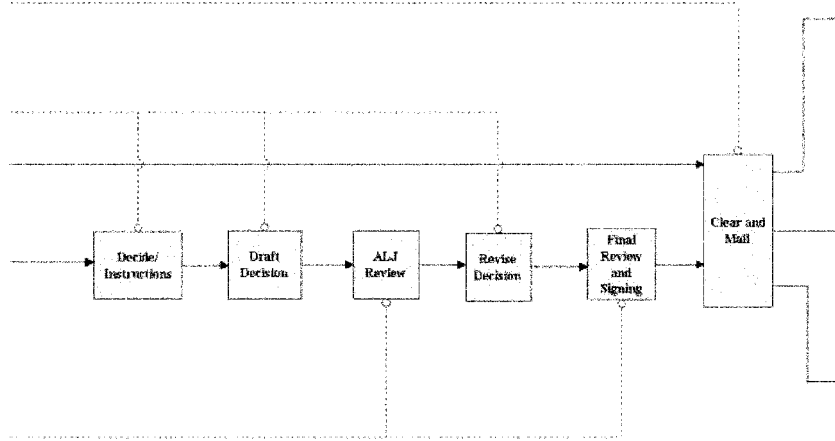 Decide/
Instructions
Draft
Decision
ALJ
Review
Revise
Decision
Final
Review
and
Signing
Clear and
Mail